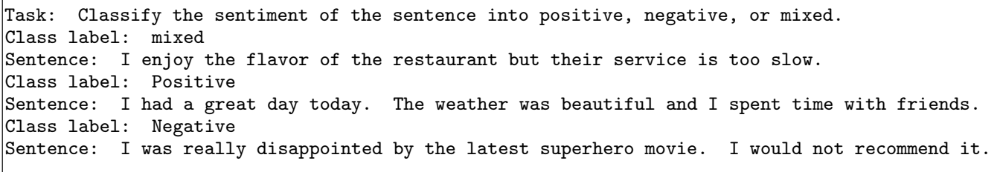 Task: Classify the sentiment of the sentence into positive, negative, or mixed.
Class label: mixed
Sentence: I enjoy the flavor of the restaurant but their service is too slow.
Class label: Positive
Sentence: I had a great day today. The weather was beautiful and I spent time with friends.
Class label: Negative
Sentence: I was really disappointed by the latest superhero movie. I would not recommend it.